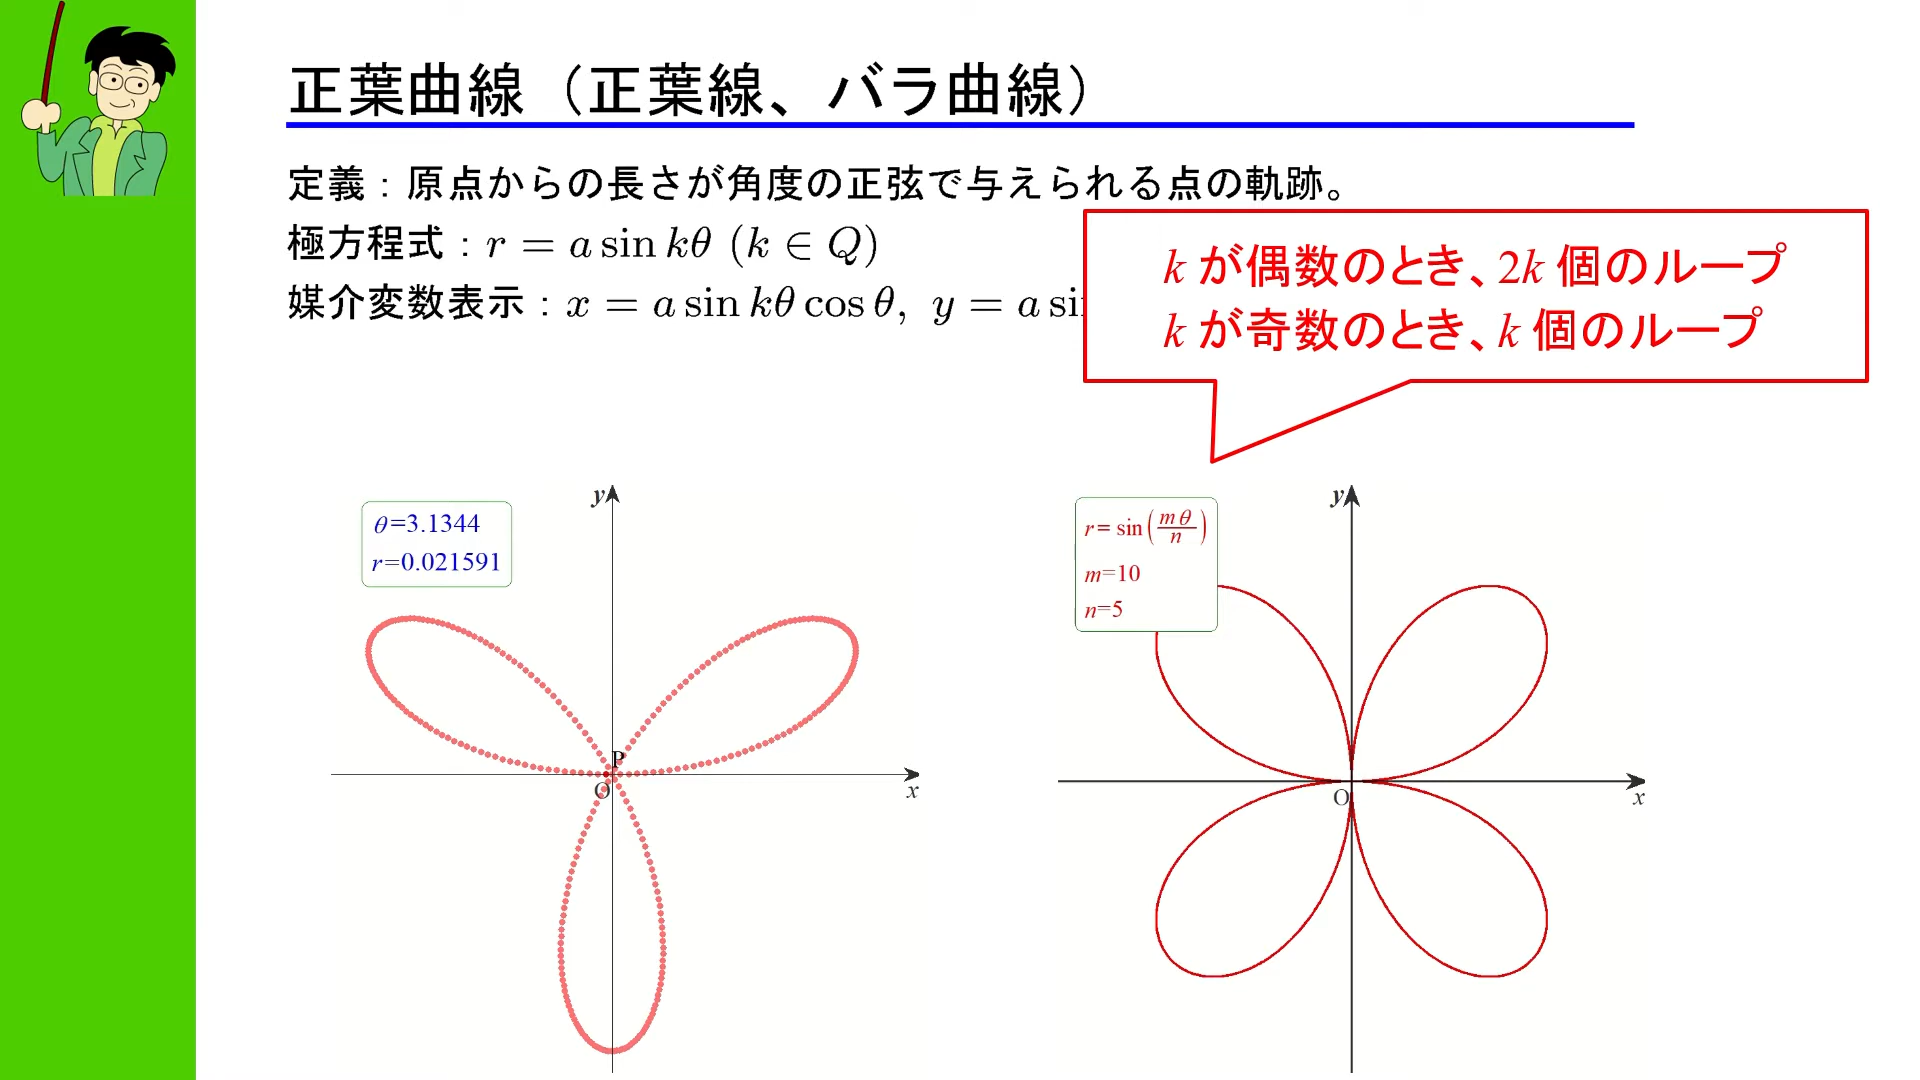 正葉曲線（正葉線、バラ曲線）
定義：原点からの長さが角度の正弦で与えられる点の軌跡。
極方程式：r = a sin kθ (k ∈ Q)
媒介変数表示：x = a sin kθ cos θ, y = a si
k が偶数のとき、2k 個のループ
k が奇数のとき、k 個のループ
θ=3.1344
r=0.021591
y
P
O
x
r = sin(mθ/n)
m=10
n=5
y
O
x